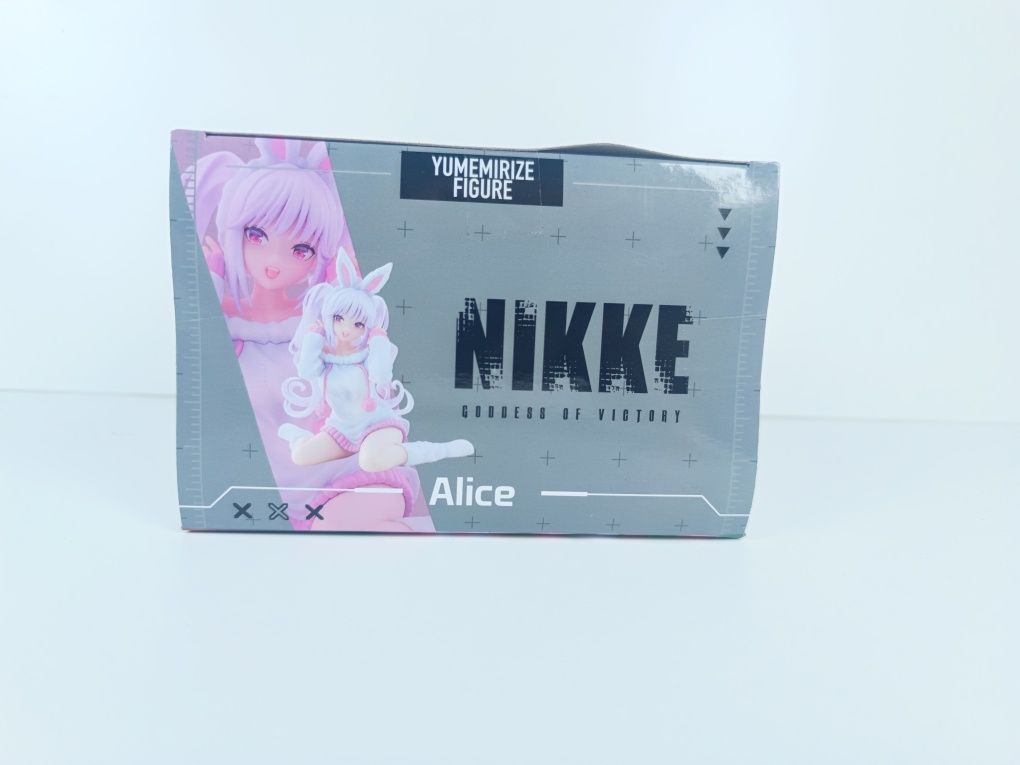 YUMEMIRIZE
FIGURE
NIKKE
GODDESS OF VICTORY
Alice